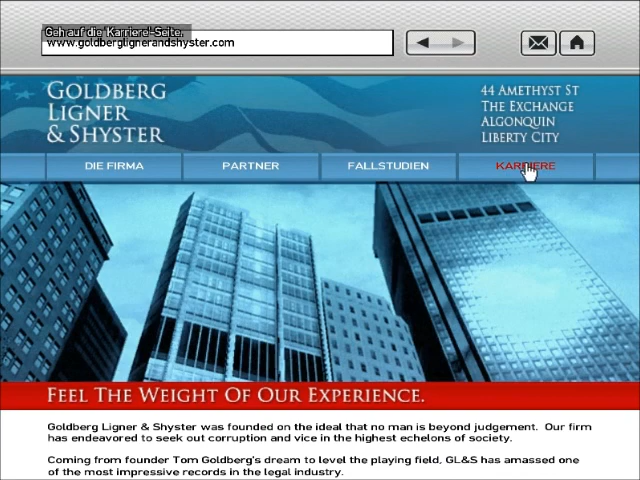 Geh auf die 'Karriere'-Seite.
www.goldberglignerandshyster.com
GOLDBERG
LIGNER
& SHYSTER
44 AMETHYST ST
THE EXCHANGE
ALGONQUIN
LIBERTY CITY
DIE FIRMA
PARTNER
FALLSTUDIEN
KARRIERE
FEEL THE WEIGHT OF OUR EXPERIENCE.
Goldberg Ligner & Shyster was founded on the ideal that no man is beyond judgement. Our firm
has endeavored to seek out corruption and vice in the highest echelons of society.
Coming from founder Tom Goldberg's dream to level the playing field, GL&S has amassed one
of the most impressive records in the legal industry.